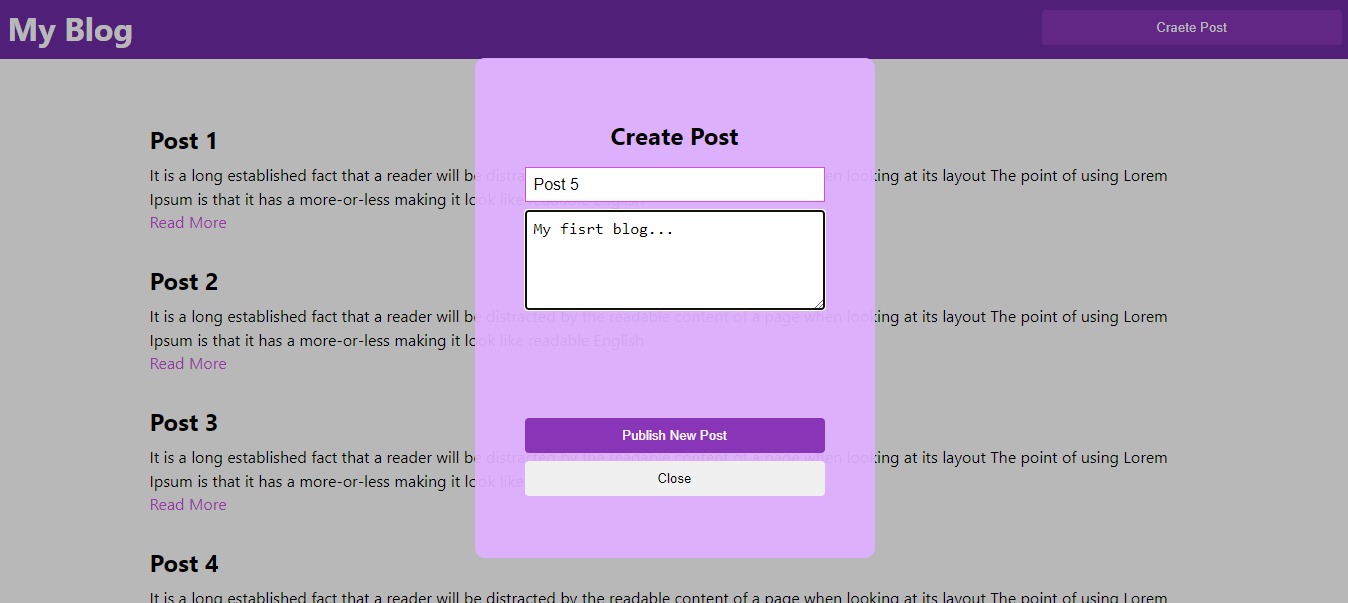 My Blog
Craete Post
Create Post
Post 5
My fisrt blog...
Publish New Post
Close
Post 1
It is a long established fact that a reader will be distra en looking at its layout The point of using Lorem
Ipsum is that it has a more-or-less making it look like readable English
Read More
Post 2
It is a long established fact that a reader will be distracted by the readable content of a page when looking at its layout The point of using Lorem
Ipsum is that it has a more-or-less making it look like readable English
Read More
Post 3
It is a long established fact that a reader will be distracted by the readable content of a page when looking at its layout The point of using Lorem
Ipsum is that it has a more-or-less making it look like
Read More
Post 4
It is a long established fact that a reader will be distracted by the readable content of a page when looking at its layout The point of using Lorem